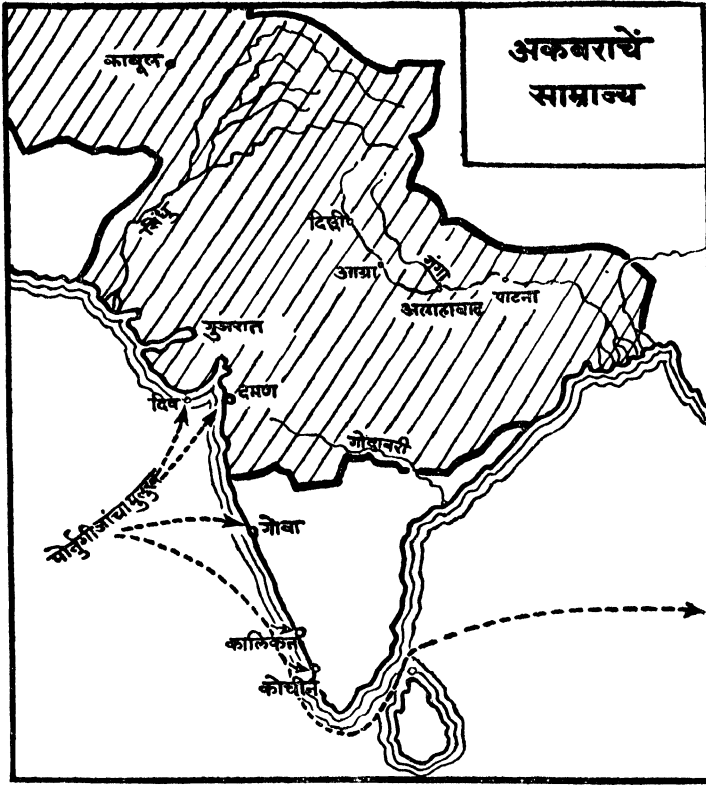 अकबराचें
साम्राज्य
काबूल
सिंधु
दिल्ली
गंगा
आग्रा
अलाहाबाद
पाटना
गुजरात
दिव
दमण
गोदावरी
गोवा
कालिकत
कोचीन